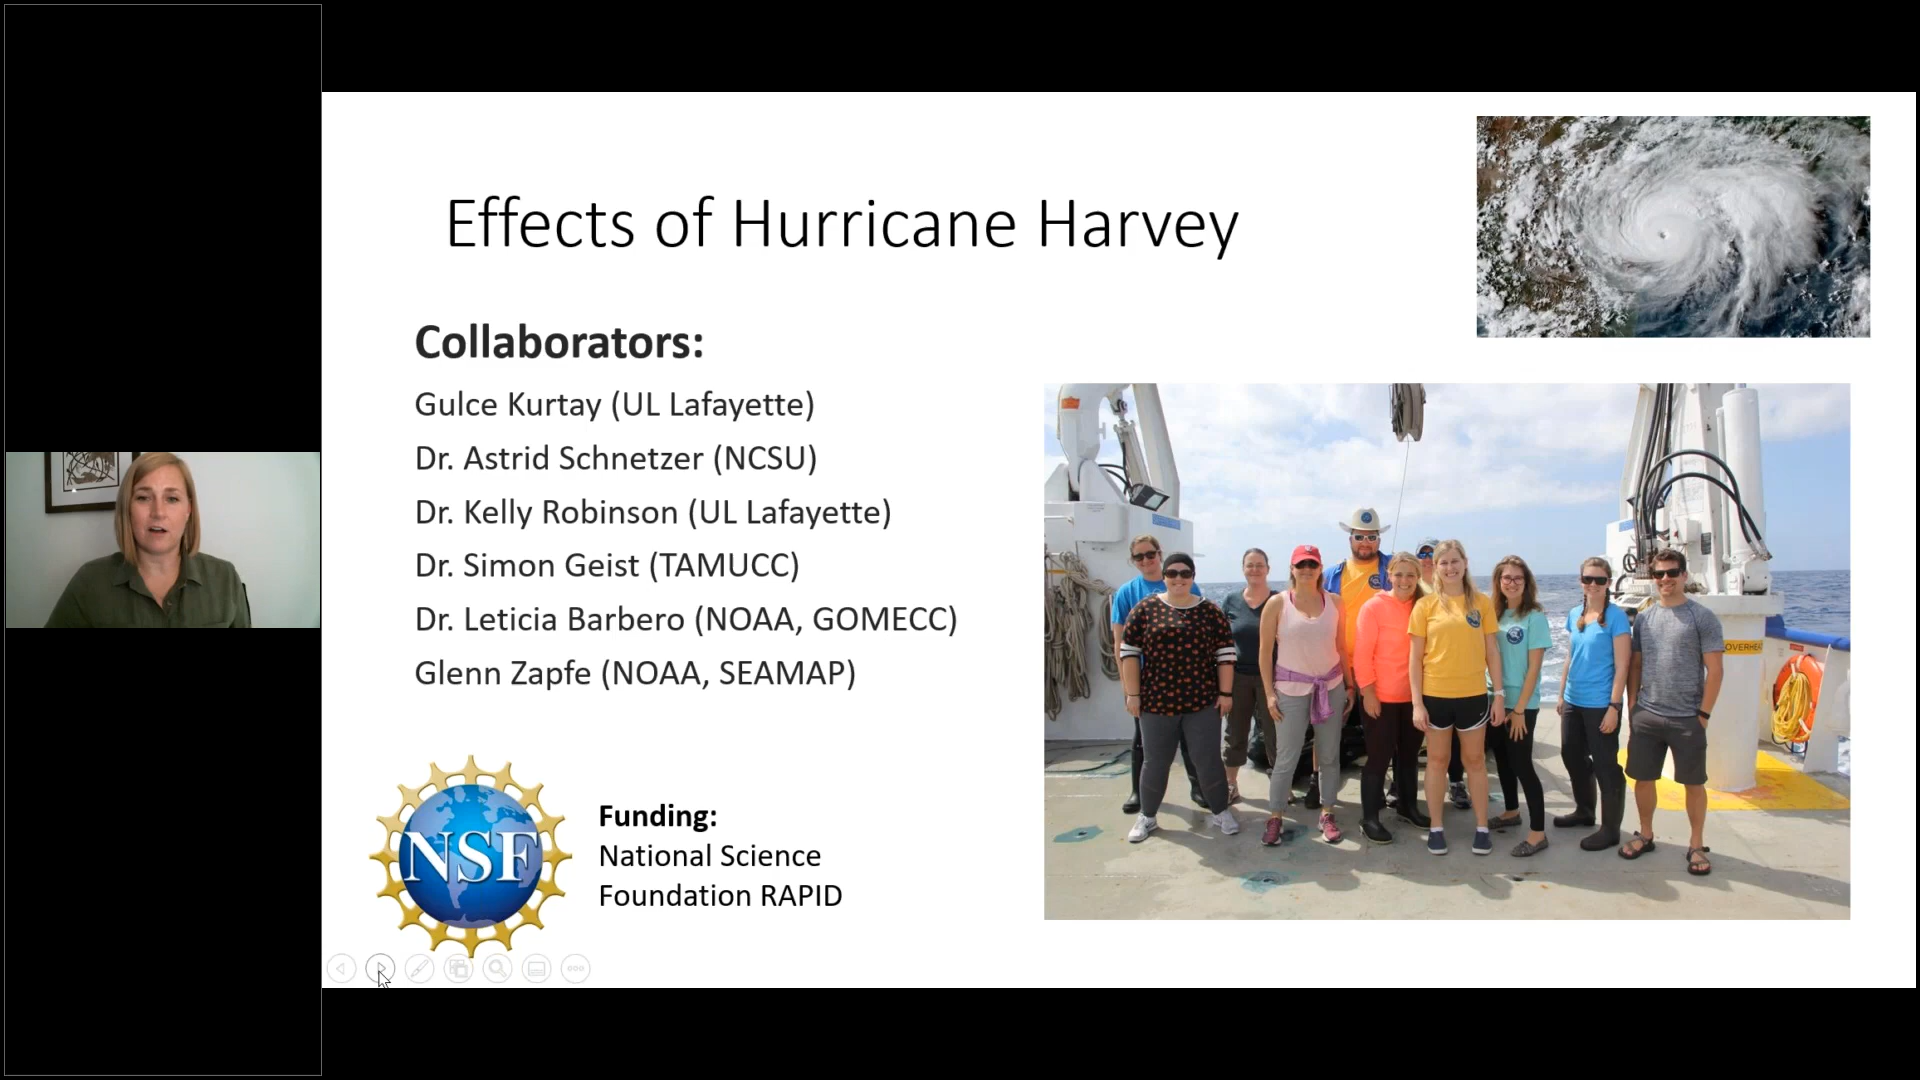 Effects of Hurricane Harvey
Collaborators:
Gulce Kurtay (UL Lafayette)
Dr. Astrid Schnetzer (NCSU)
Dr. Kelly Robinson (UL Lafayette)
Dr. Simon Geist (TAMUCC)
Dr. Leticia Barbero (NOAA, GOMECC)
Glenn Zapfe (NOAA, SEAMAP)
NSF
Funding:
National Science
Foundation RAPID